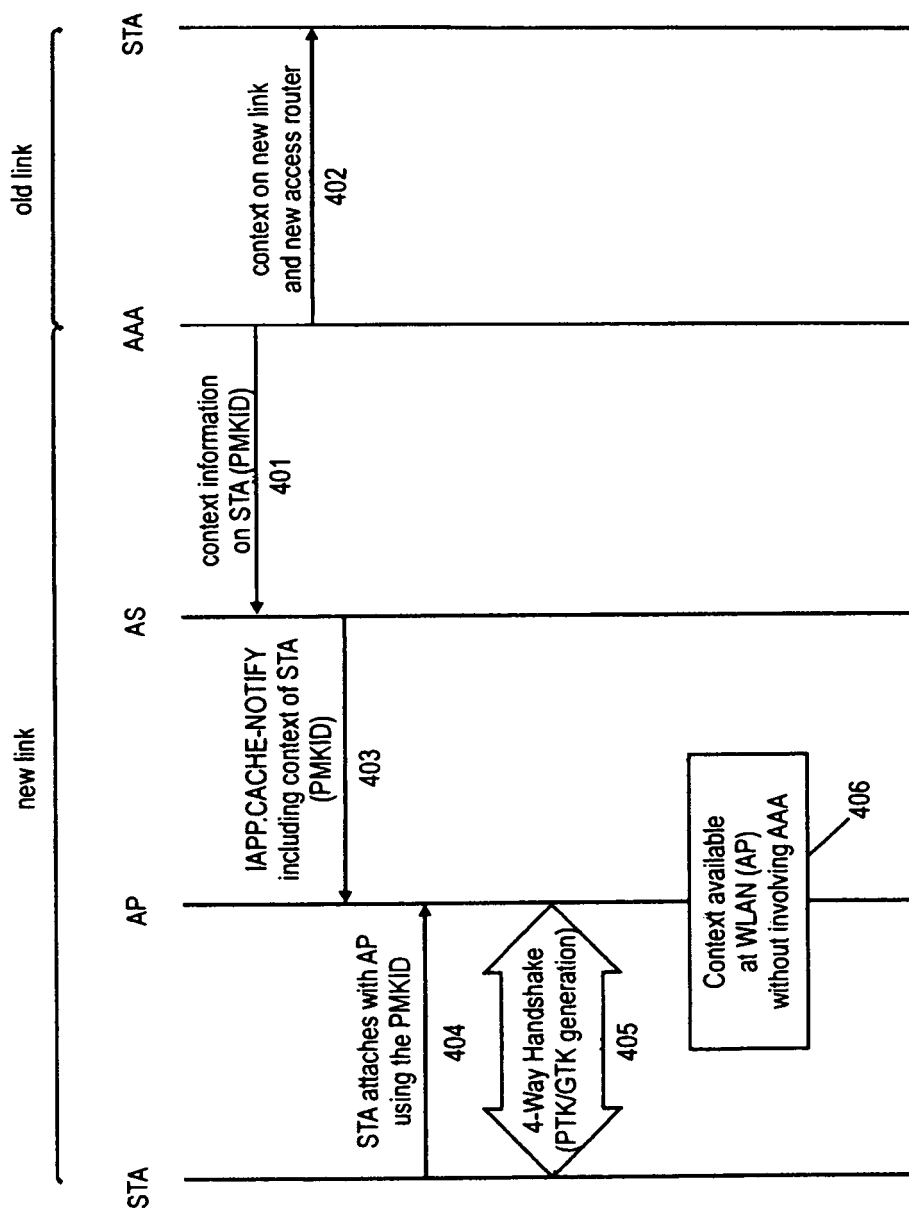 new link
old link
STA
AP
AS
AAA
STA
context information
on STA (PMKID)
401
context on new link
and new access router
402
IAPP.CACHE-NOTIFY
including context of STA
(PMKID)
403
STA attaches with AP
using the PMKID
404
4-Way Handshake
(PTK/GTK generation)
405
Context available
at WLAN (AP)
without involving AAA
406